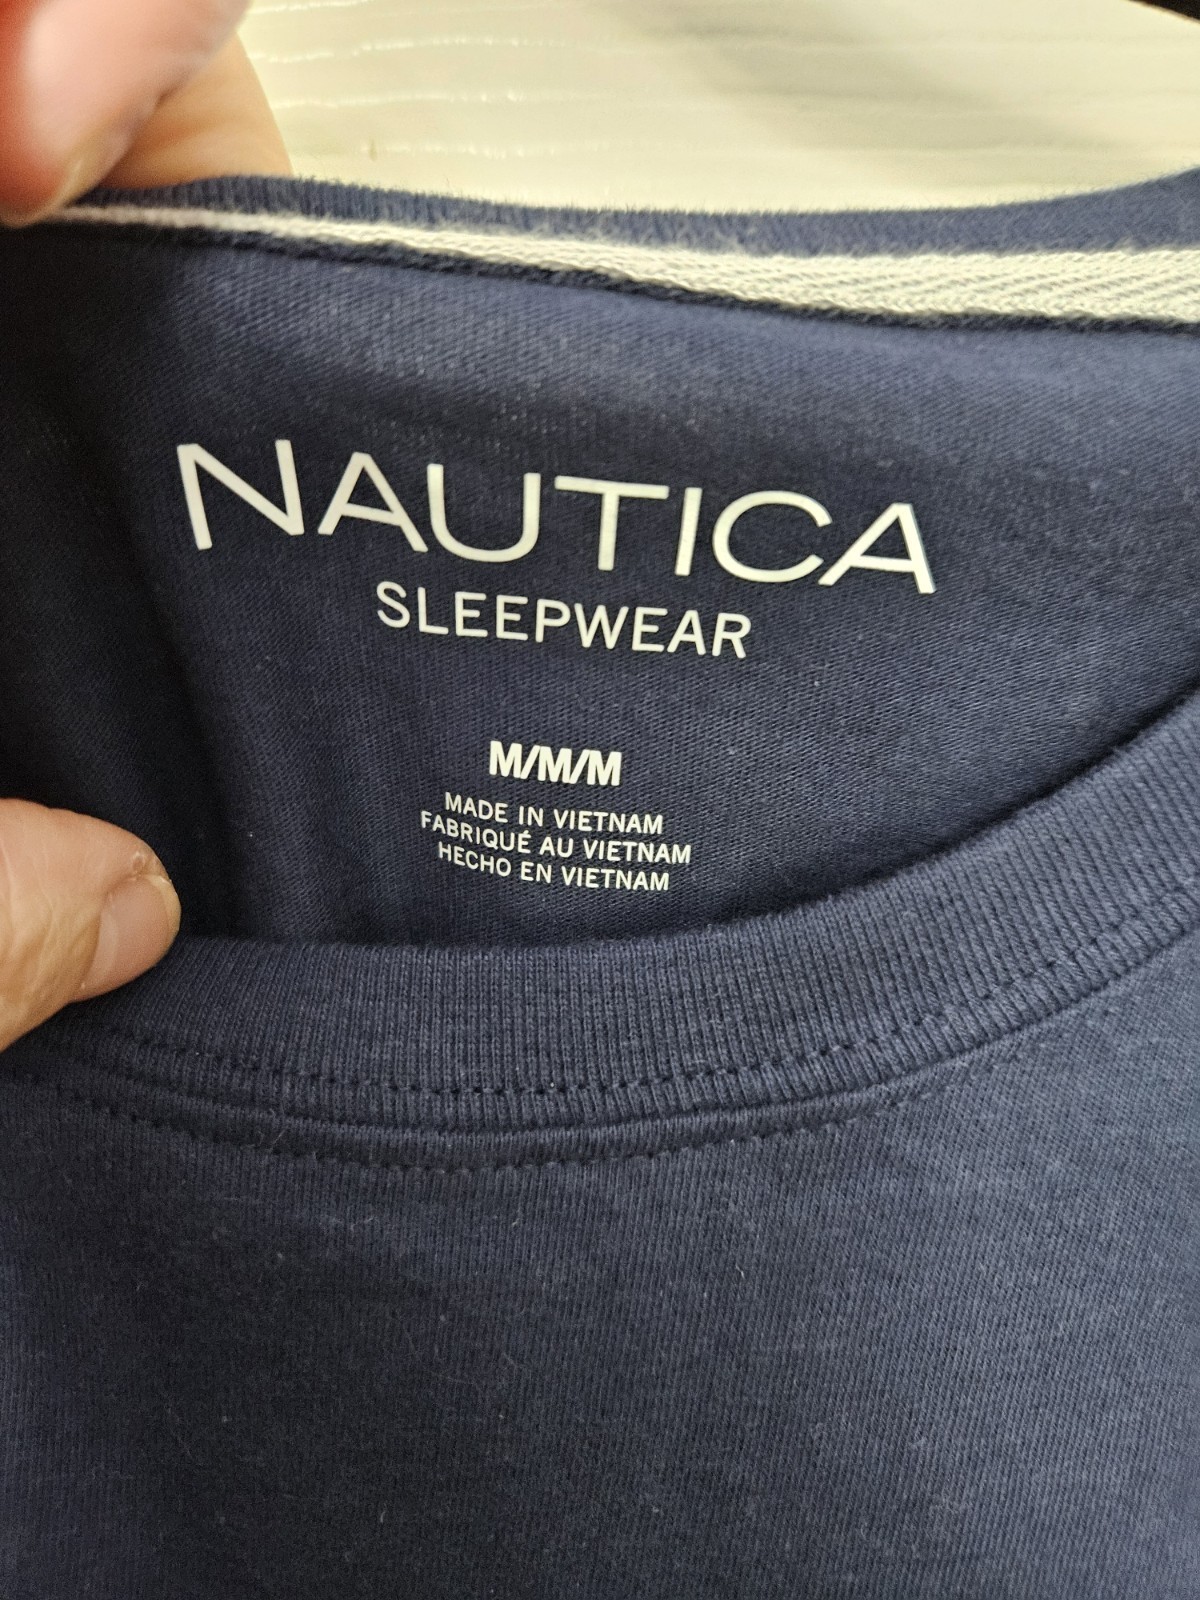 NAUTICA
SLEEPWEAR
M/M/M
MADE IN VIETNAM
FABRIQUÉ AU VIETNAM
HECHO EN VIETNAM